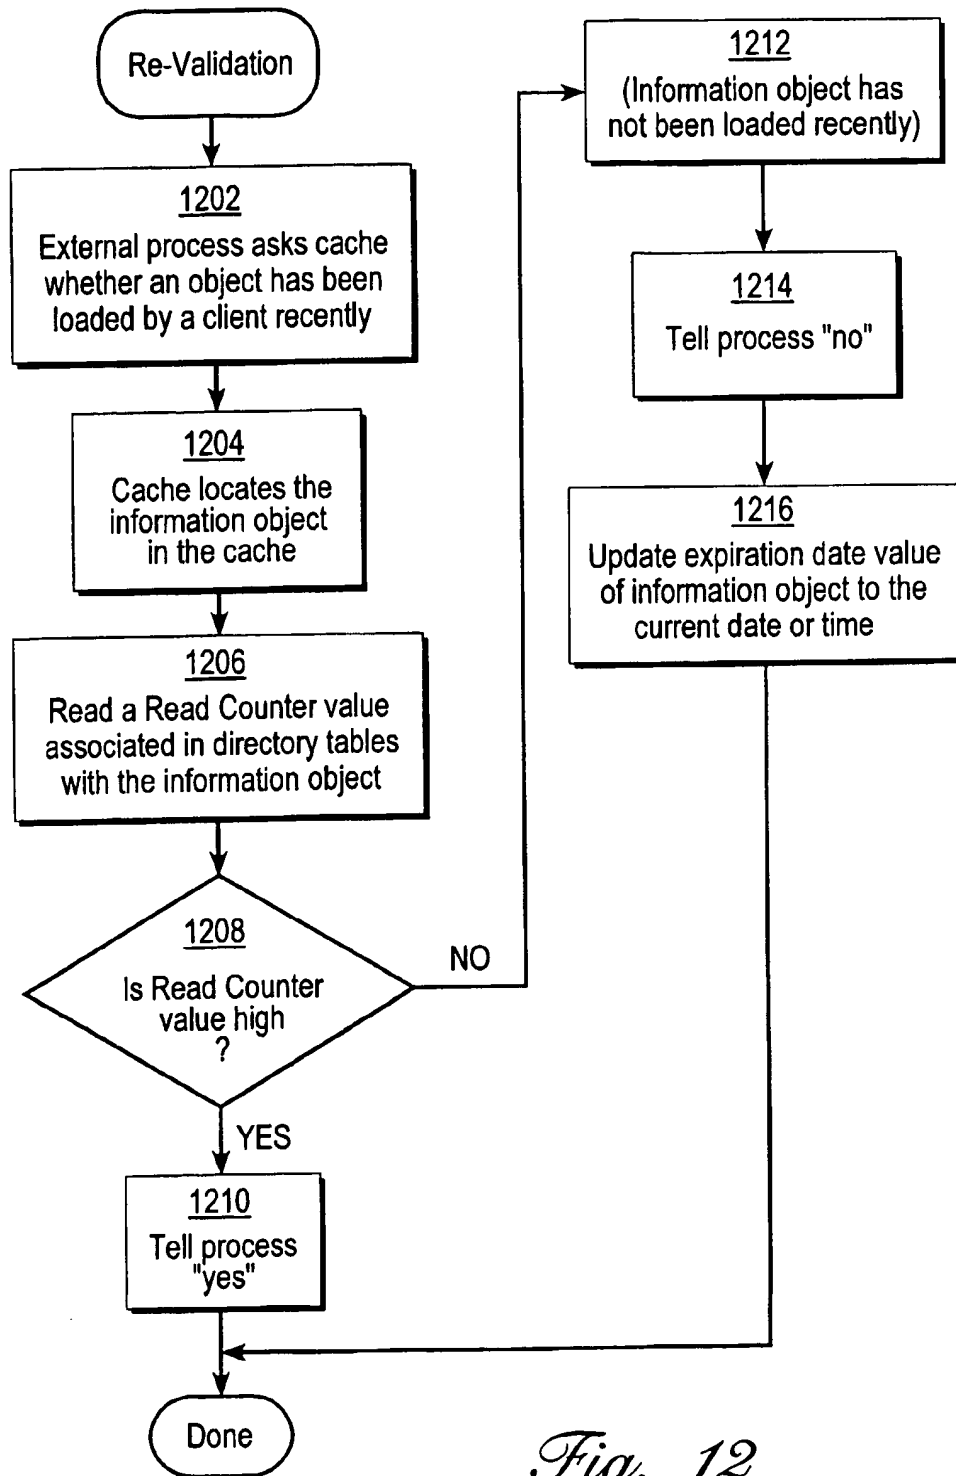 Re-Validation
1202
External process asks cache
whether an object has been
loaded by a client recently
1204
Cache locates the
information object
in the cache
1206
Read a Read Counter value
associated in directory tables
with the information object
1208
Is Read Counter
value high
?
NO
YES
1210
Tell process
"yes"
Done
1212
(Information object has
not been loaded recently)
1214
Tell process "no"
1216
Update expiration date value
of information object to the
current date or time
Fig. 12